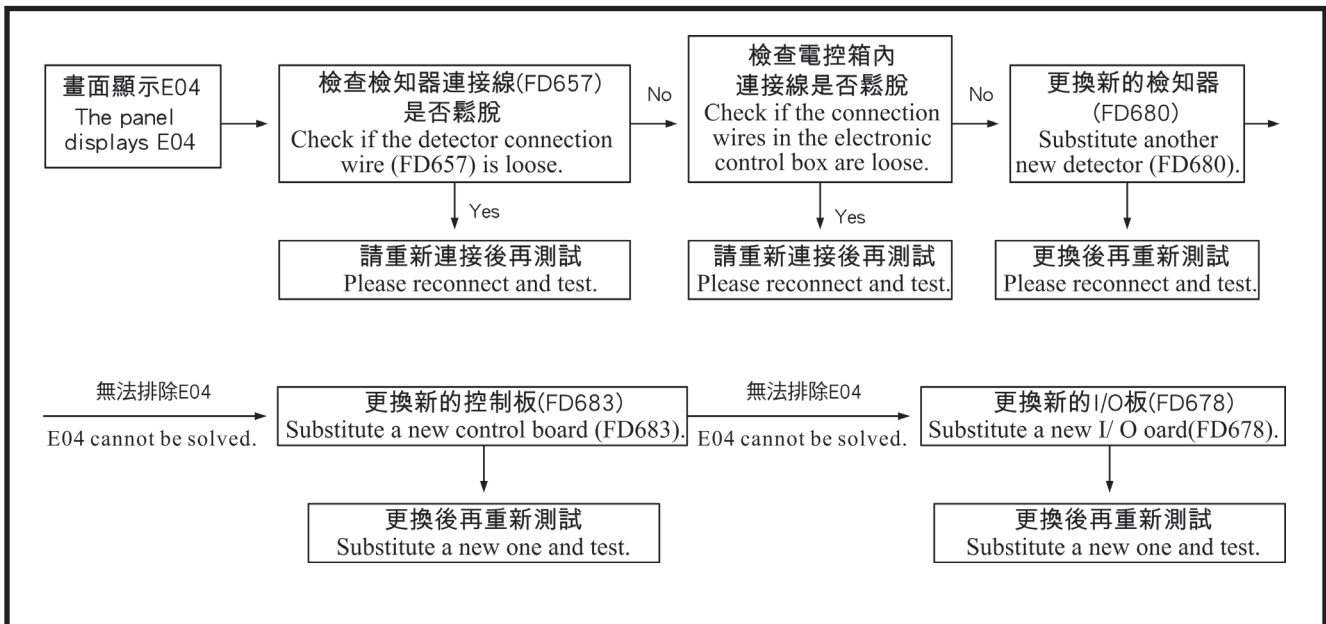 畫面顯示E04
The panel
displays E04
檢查檢知器連接線(FD657)
是否鬆脫
Check if the detector connection
wire (FD657) is loose.
No
檢查電控箱內
連接線是否鬆脫
Check if the connection
wires in the electronic
control box are loose.
No
更換新的檢知器
(FD680)
Substitute another
new detector (FD680).
Yes
請重新連接後再測試
Please reconnect and test.
Yes
請重新連接後再測試
Please reconnect and test.
更換後再重新測試
Please reconnect and test.
無法排除E04
E04 cannot be solved.
更換新的控制板(FD683)
Substitute a new control board (FD683).
無法排除E04
E04 cannot be solved.
更換新的I/O板(FD678)
Substitute a new I/ O oard(FD678).
更換後再重新測試
Substitute a new one and test.
更換後再重新測試
Substitute a new one and test.